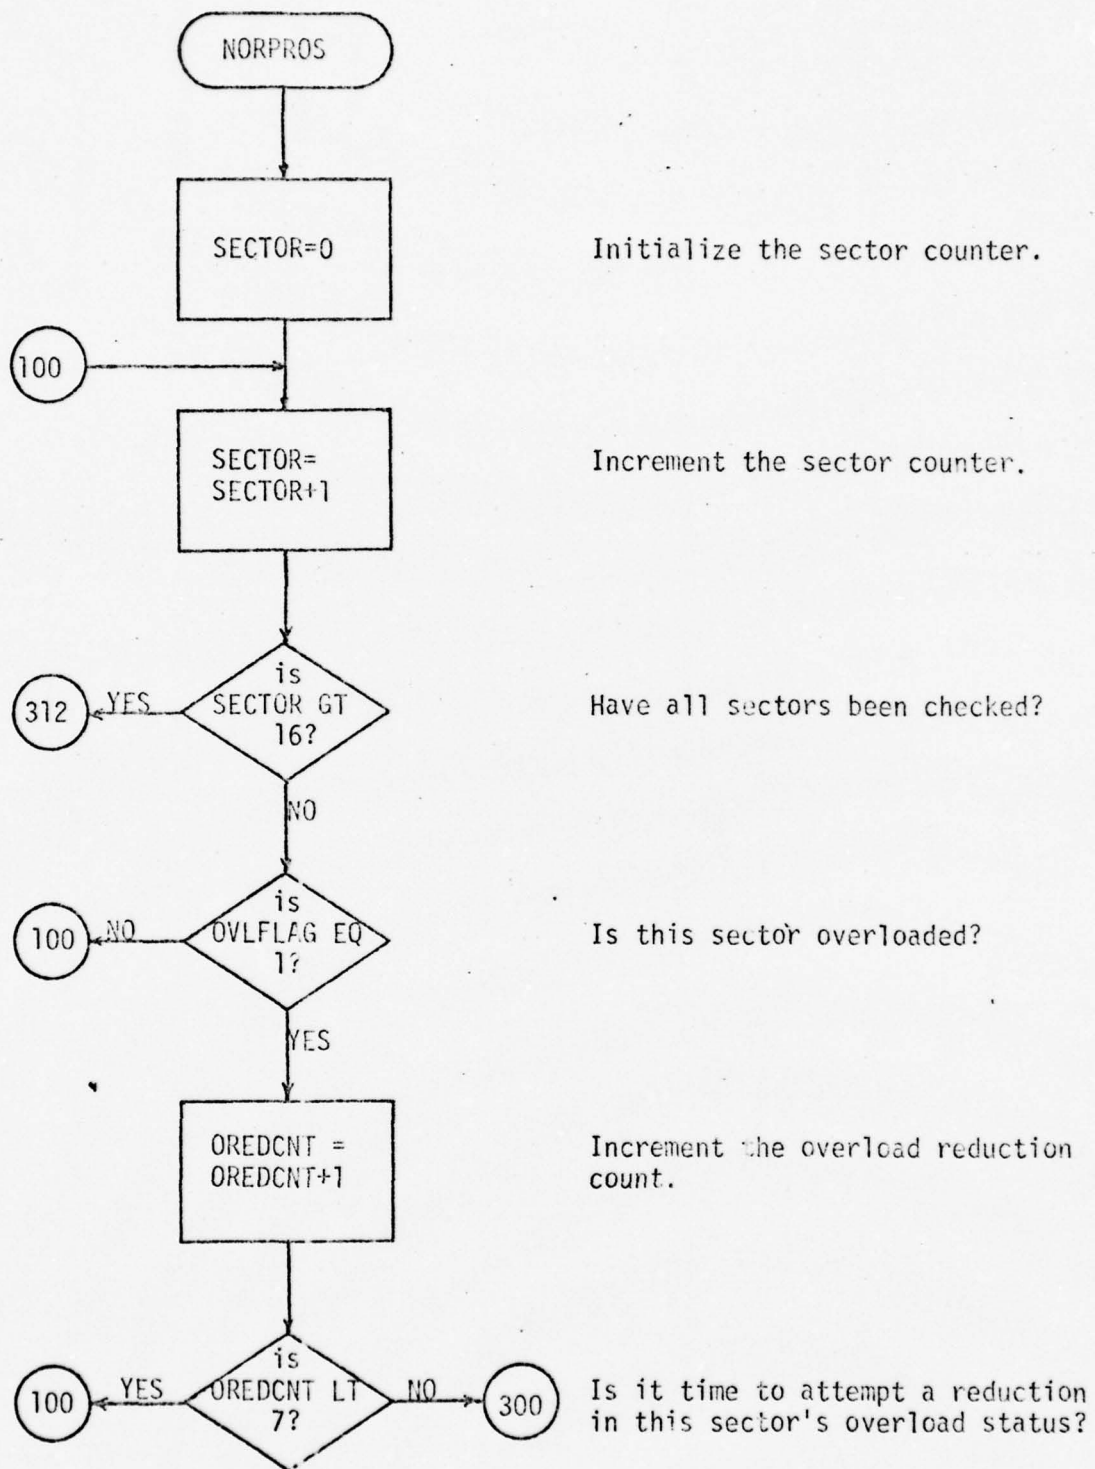 NORPROS
SECTOR=0
Initialize the sector counter.
100
SECTOR=
SECTOR+1
Increment the sector counter.
is
SECTOR GT
16?
YES
312
Have all sectors been checked?
NO
is
OVLFLAG EQ
1?
NO
100
Is this sector overloaded?
YES
OREDCNT =
OREDCNT+1
Increment the overload reduction
count.
is
OREDCNT LT
7?
YES
100
NO
300
Is it time to attempt a reduction
in this sector's overload status?